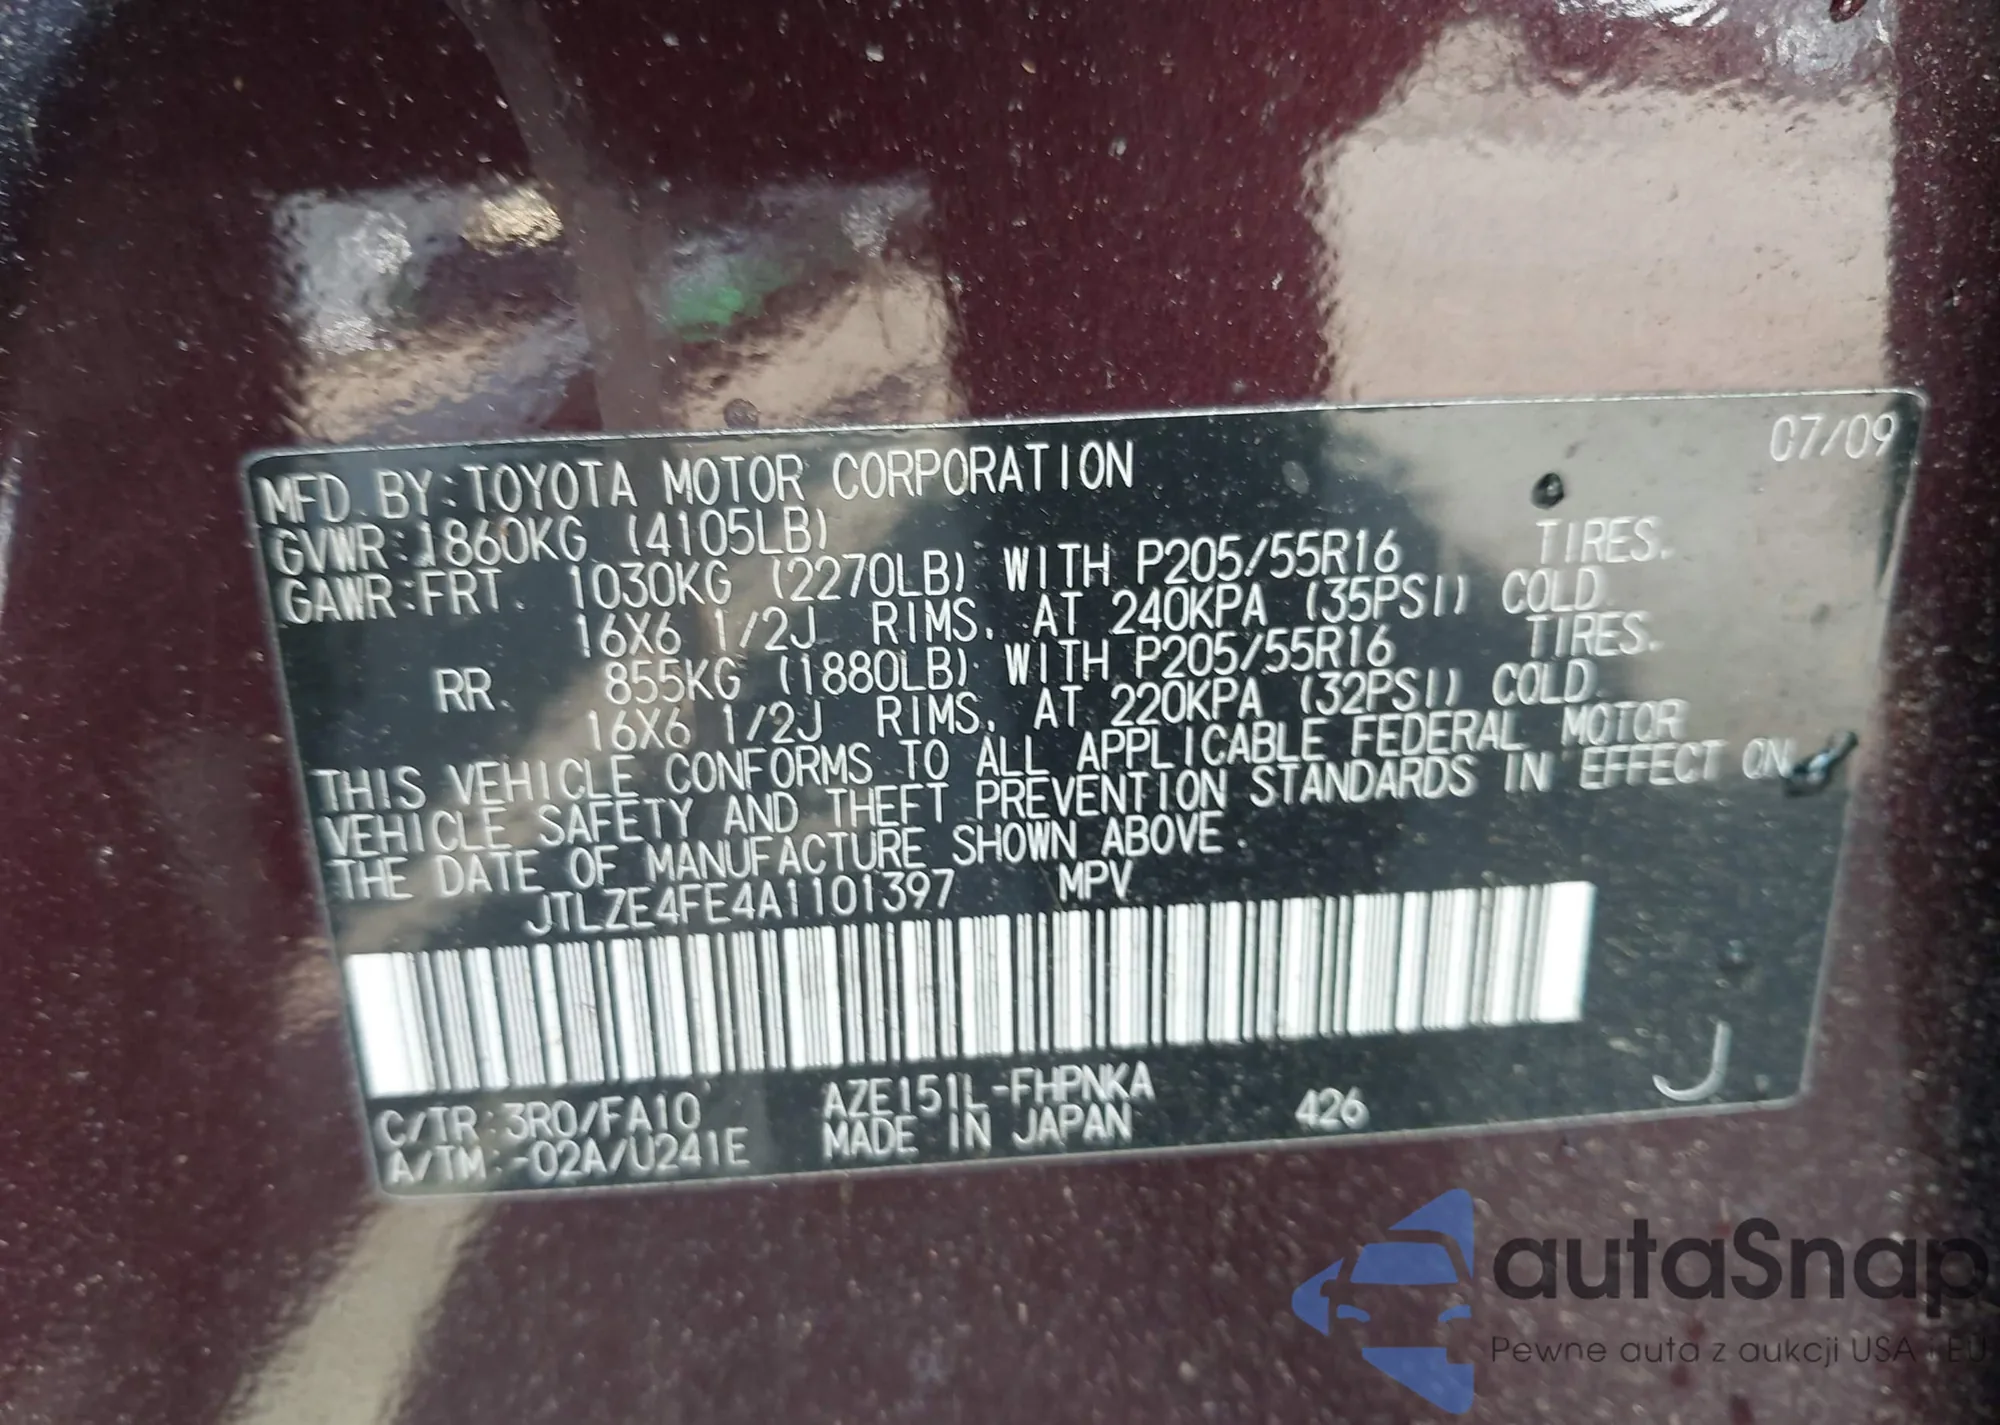 07/09
MFD. BY:TOYOTA MOTOR CORPORATION
GVWR:1860KG (4105LB)
GAWR:FRT. 1030KG (2270LB) WITH P205/55R16 TIRES.
16X6 1/2J RIMS, AT 240KPA (35PSI) COLD.
RR. 855KG (1880LB) WITH P205/55R16 TIRES.
16X6 1/2J RIMS, AT 220KPA (32PSI) COLD.
THIS VEHICLE CONFORMS TO ALL APPLICABLE FEDERAL MOTOR
VEHICLE SAFETY AND THEFT PREVENTION STANDARDS IN EFFECT ON
THE DATE OF MANUFACTURE SHOWN ABOVE.
JTLZE4FE4A1101397 MPV
C/TR:3R0/FA10 AZE151L-FHPNKA 426 J
A/TM:-02A/U241E MADE IN JAPAN
autaSnap
Pewne auta z aukcji USA i EU